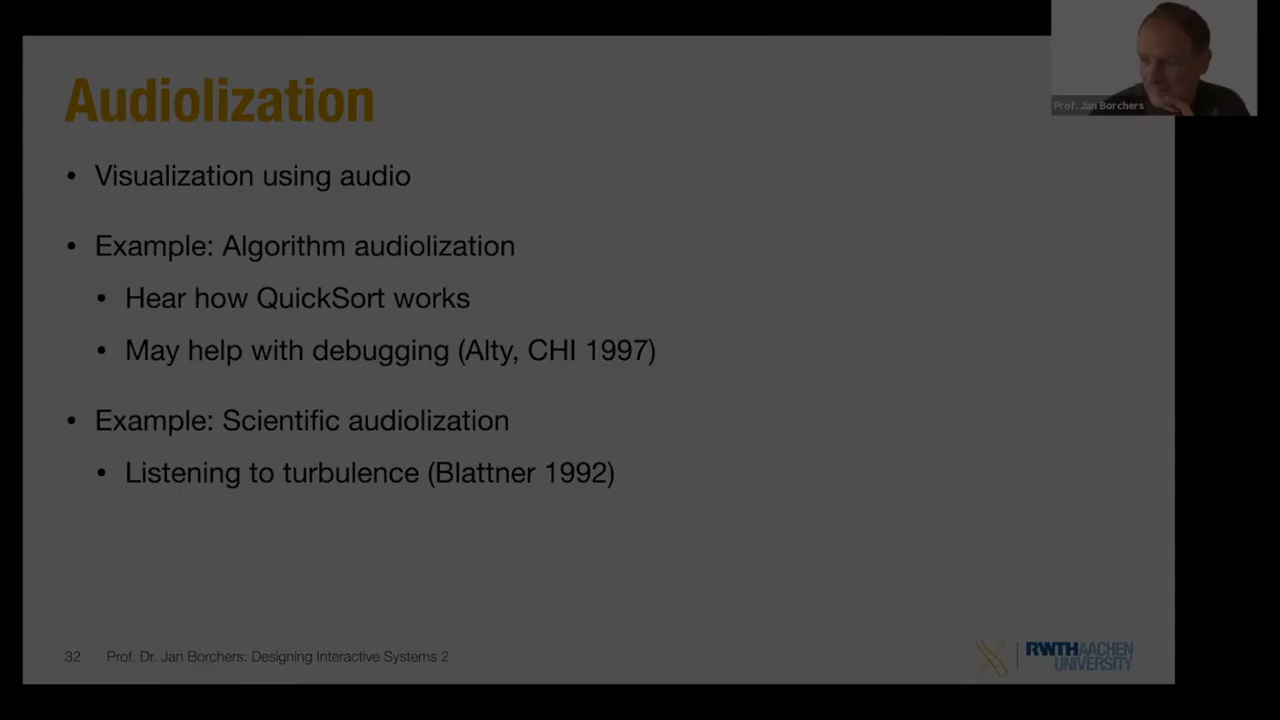 Prof. Jan Borchers
Audiolization
• Visualization using audio
• Example: Algorithm audiolization
• Hear how QuickSort works
• May help with debugging (Alty, CHI 1997)
• Example: Scientific audiolization
• Listening to turbulence (Blattner 1992)
32 Prof. Dr. Jan Borchers: Designing Interactive Systems 2
RWTHAACHEN
UNIVERSITY